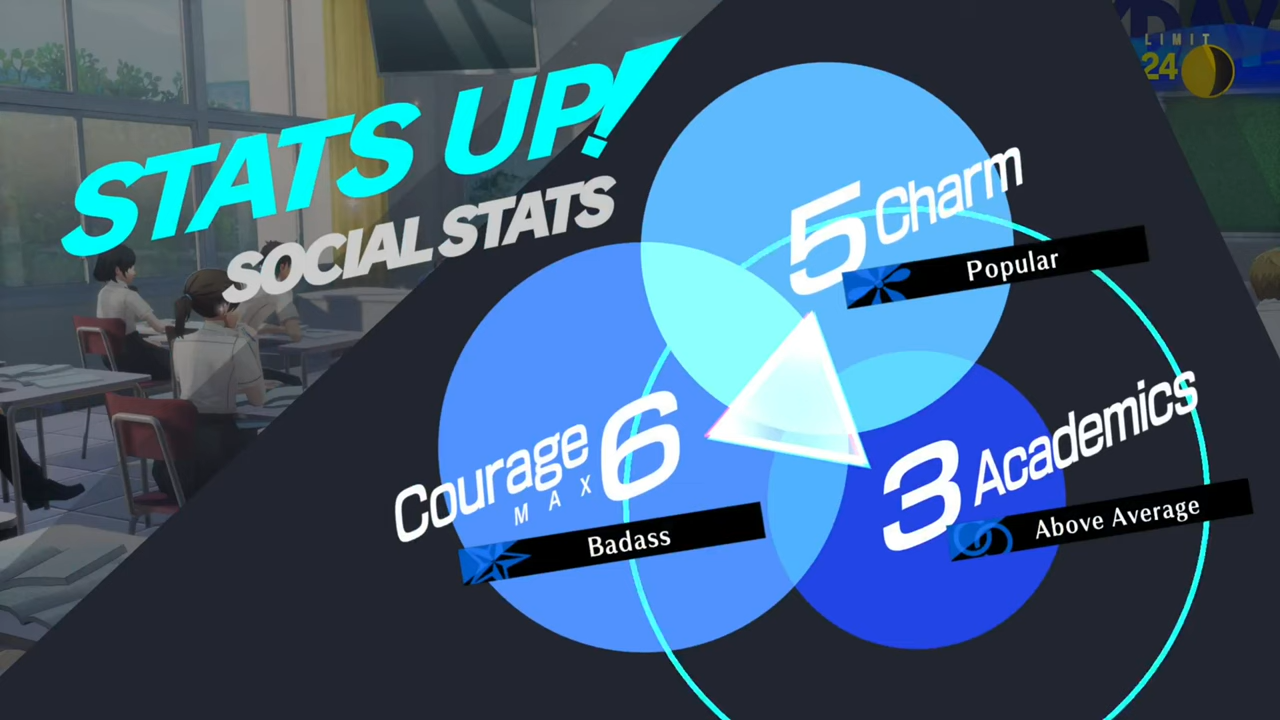 STATS UP!
SOCIAL STATS
LIMIT
24
5 Charm
Popular
Courage 6
MAX
Badass
3 Academics
Above Average